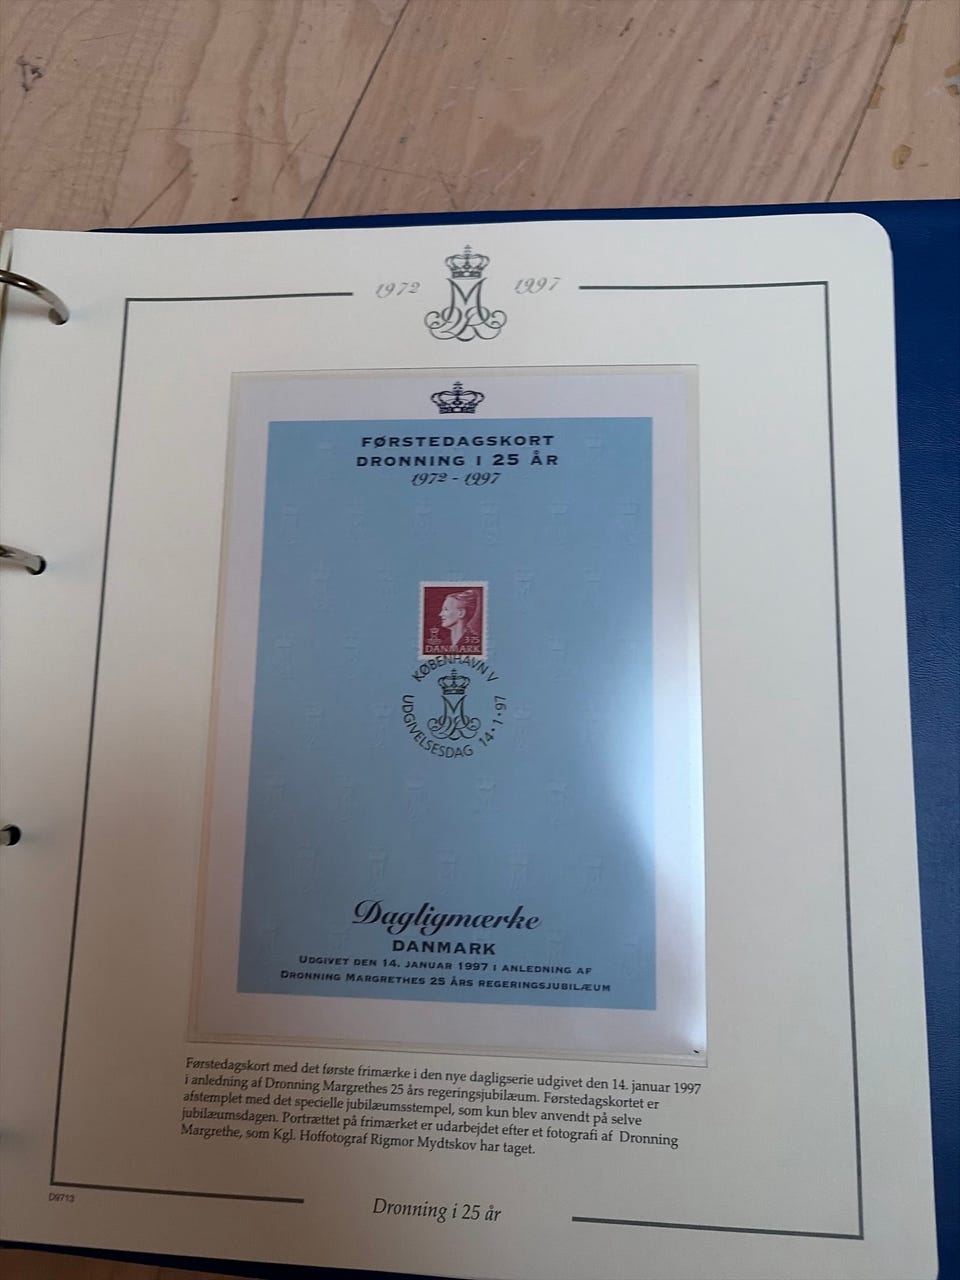 1972 1997
FØRSTEDAGSKORT
DRONNING I 25 ÅR
1972 - 1997
375
DANMARK
KØBENHAVN V
UDGIVELSESDAG 14·1·97
Dagligmærke
DANMARK
UDGIVET DEN 14. JANUAR 1997 I ANLEDNING AF
DRONNING MARGRETHES 25 ÅRS REGERINGSJUBILÆUM
Førstedagskort med det første frimærke i den nye dagligserie udgivet den 14. januar 1997
i anledning af Dronning Margrethes 25 års regeringsjubilæum. Førstedagskortet er
afstemplet med det specielle jubilæumsstempel, som kun blev anvendt på selve
jubilæumsdagen. Portrættet på frimærket er udarbejdet efter et fotografi af Dronning
Margrethe, som Kgl. Hoffotograf Rigmor Mydtskov har taget.
D9713
Dronning i 25 år